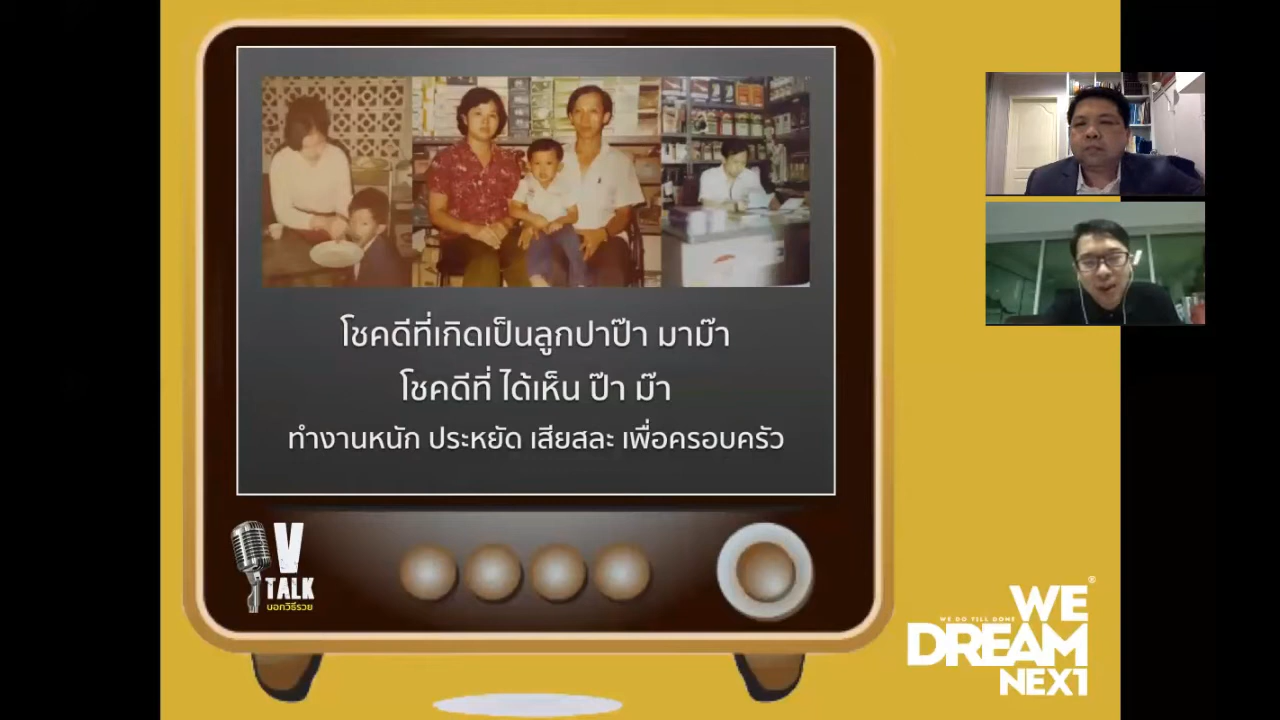 โชคดีที่เกิดเป็นลูกปาป๊า มาม๊า
โชคดีที่ ได้เห็น ป๊า ม๊า
ทำงานหนัก ประหยัด เสียสละ เพื่อครอบครัว
V
TALK
บอกวิธีรวย
WE
WE DO TILL DONE
DREAM
NEX1